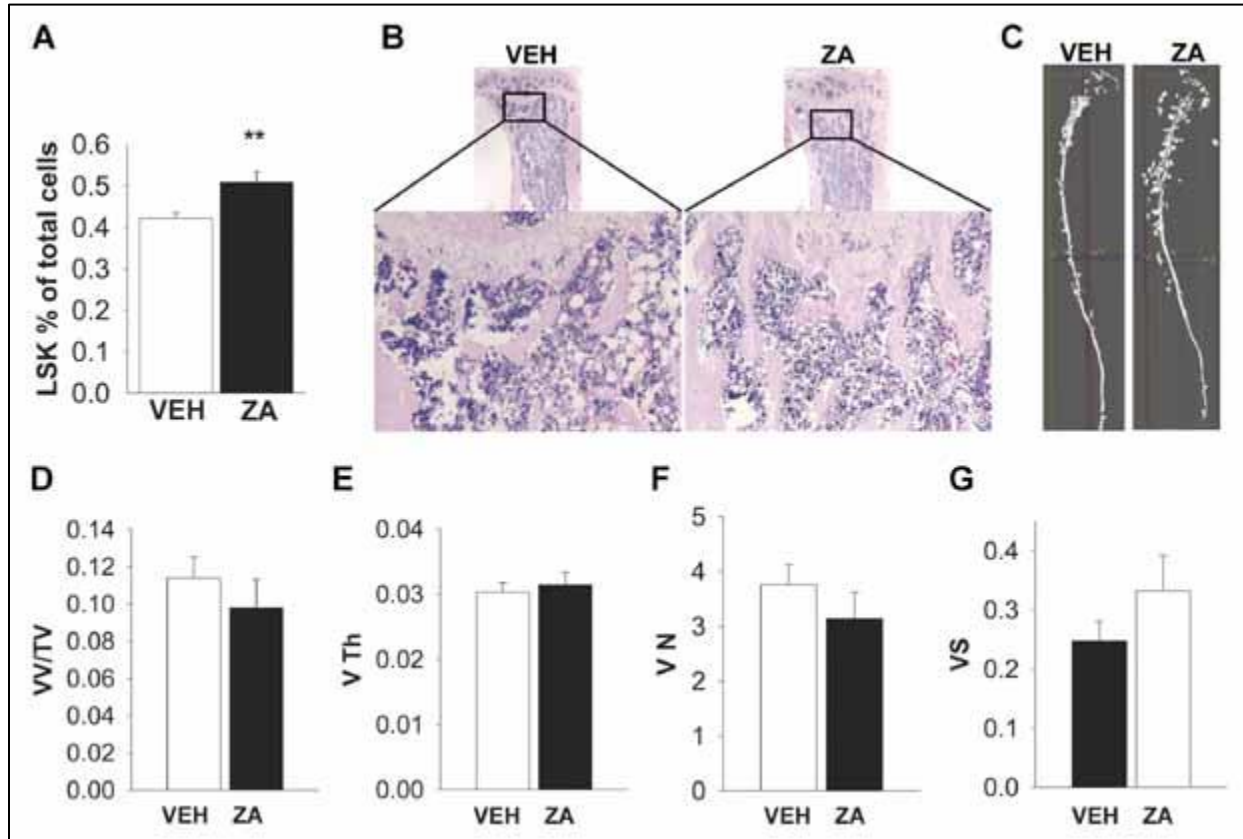 A
LSK % of total cells
0.6
0.5
0.4
0.3
0.2
0.1
0.0
**
VEH ZA
B
VEH
ZA
C
VEH ZA
D
VV/TV
0.14
0.12
0.10
0.08
0.06
0.04
0.02
0.00
VEH ZA
E
V Th
0.04
0.03
0.02
0.01
0.00
VEH ZA
F
V N
5
4
3
2
1
0
VEH ZA
G
VS
0.4
0.3
0.2
0.1
0.0
VEH ZA